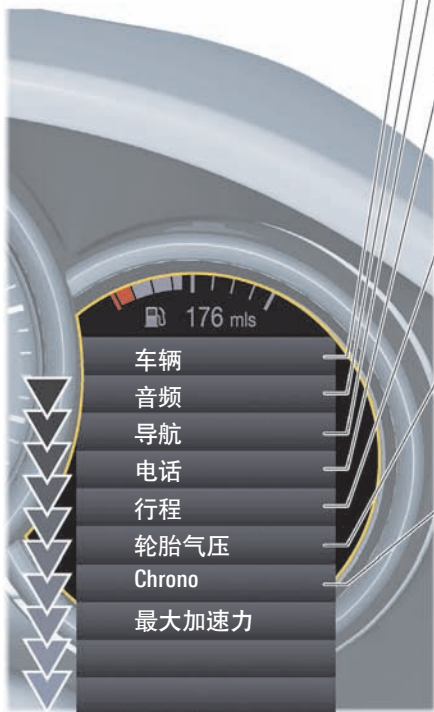 176 mls
车辆
音频
导航
电话
行程
轮胎气压
Chrono
最大加速力